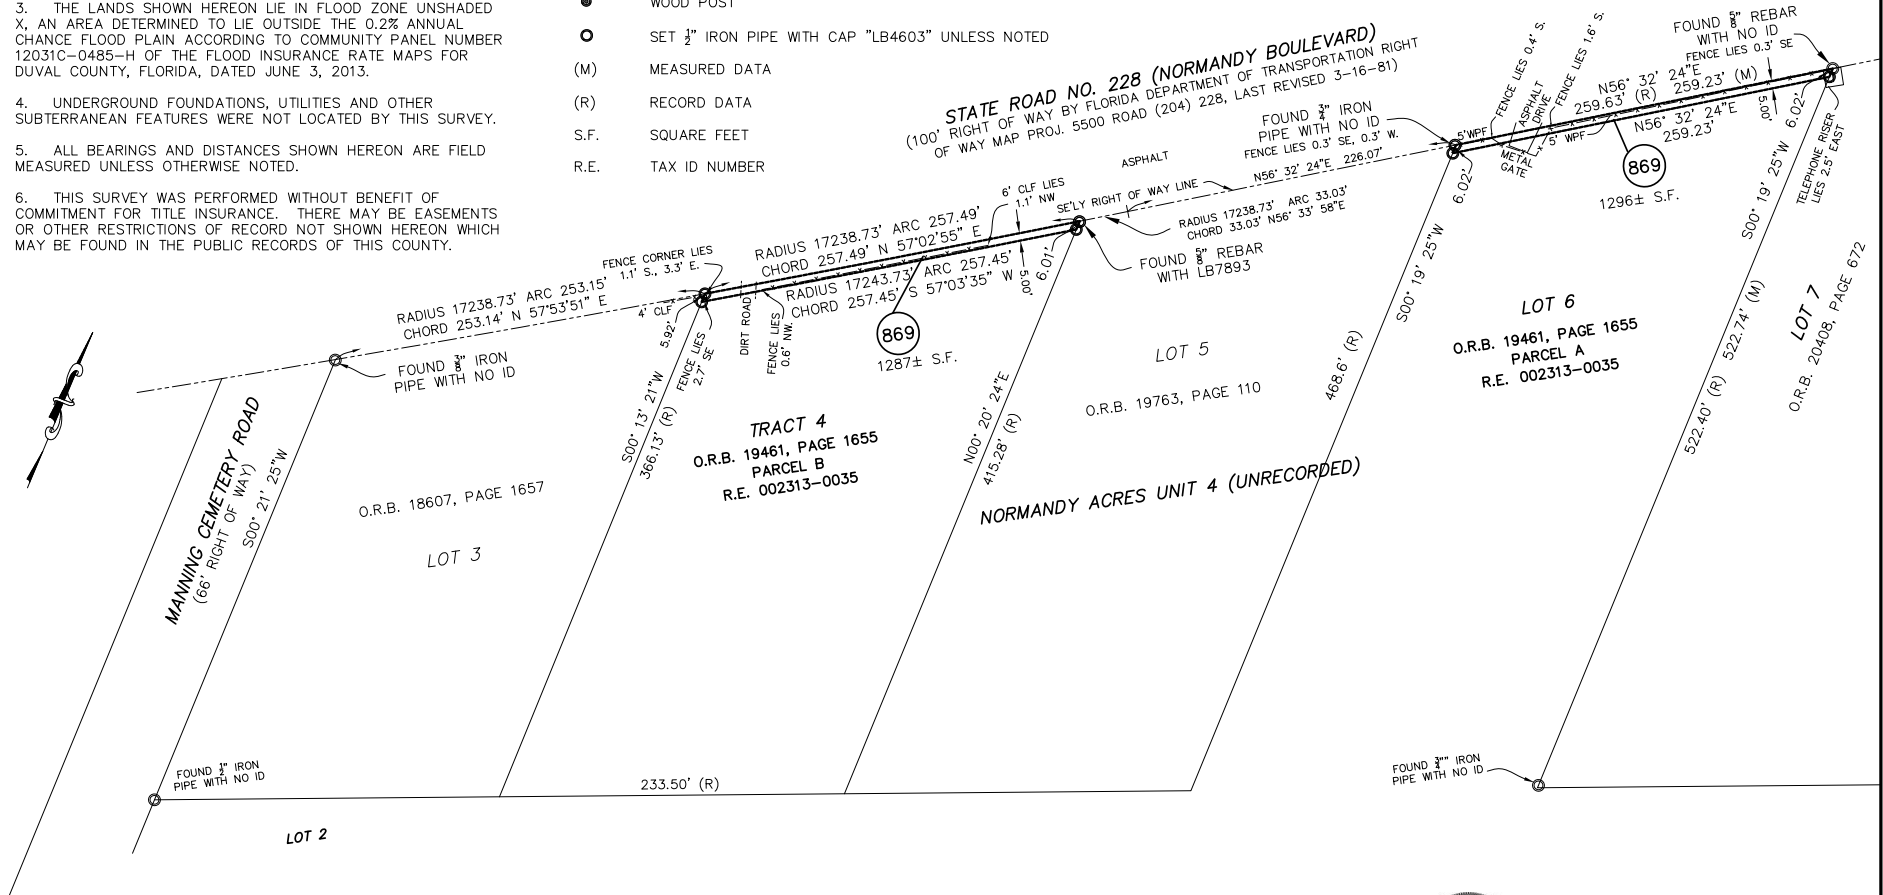 3. THE LANDS SHOWN HEREON LIE IN FLOOD ZONE UNSHADED
X, AN AREA DETERMINED TO LIE OUTSIDE THE 0.2% ANNUAL
CHANCE FLOOD PLAIN ACCORDING TO COMMUNITY PANEL NUMBER
12031C-0485-H OF THE FLOOD INSURANCE RATE MAPS FOR
DUVAL COUNTY, FLORIDA, DATED JUNE 3, 2013.
4. UNDERGROUND FOUNDATIONS, UTILITIES AND OTHER
SUBTERRANEAN FEATURES WERE NOT LOCATED BY THIS SURVEY.
5. ALL BEARINGS AND DISTANCES SHOWN HEREON ARE FIELD
MEASURED UNLESS OTHERWISE NOTED.
6. THIS SURVEY WAS PERFORMED WITHOUT BENEFIT OF
COMMITMENT FOR TITLE INSURANCE. THERE MAY BE EASEMENTS
OR OTHER RESTRICTIONS OF RECORD NOT SHOWN HEREON WHICH
MAY BE FOUND IN THE PUBLIC RECORDS OF THIS COUNTY.
WOOD POST
SET 1/2" IRON PIPE WITH CAP "LB4603" UNLESS NOTED
(M) MEASURED DATA
(R) RECORD DATA
S.F. SQUARE FEET
R.E. TAX ID NUMBER
STATE ROAD NO. 228 (NORMANDY BOULEVARD)
(100' RIGHT OF WAY BY FLORIDA DEPARTMENT OF TRANSPORTATION RIGHT
OF WAY MAP PROJ. 5500 ROAD (204) 228, LAST REVISED 3-16-81)
ASPHALT
FOUND 3/4" IRON
PIPE WITH NO ID
FENCE LIES 0.3' SE, 0.3' W.
N56° 32' 24"E 226.07'
SE'LY RIGHT OF WAY LINE
RADIUS 17238.73' ARC 33.03'
CHORD 33.03' N56° 33' 58"E
FOUND 5/8" REBAR
WITH LB7893
FENCE LIES 0.4' S.
ASPHALT
DRIVE
FENCE LIES 1.6' S.
FOUND 5/8" REBAR
WITH NO ID
FENCE LIES 0.3' SE
N56° 32' 24"E
259.63' (R) 259.23' (M)
N56° 32' 24"E
259.23'
5'WPF
5' WPF
METAL
GATE
5.00'
6.02'
869
1296± S.F.
TELEPHONE RISER
LIES 2.5' EAST
S00° 19' 25"W
6.02'
S00° 19' 25"W
468.6' (R)
522.40' (R) 522.74' (M)
LOT 7
O.R.B. 20408, PAGE 672
LOT 6
O.R.B. 19461, PAGE 1655
PARCEL A
R.E. 002313-0035
6' CLF LIES
1.1' NW
RADIUS 17238.73' ARC 257.49'
CHORD 257.49' N 57°02'55" E
RADIUS 17243.73' ARC 257.45'
CHORD 257.45' S 57°03'35" W
5.00'
6.01'
FENCE CORNER LIES
1.1' S., 3.3' E.
4' CLF
5.92'
FENCE LIES
2.7' SE
DIRT ROAD
FENCE LIES
0.6' NW.
869
1287± S.F.
RADIUS 17238.73' ARC 253.15'
CHORD 253.14' N 57°53'51" E
FOUND 3/8" IRON
PIPE WITH NO ID
LOT 5
O.R.B. 19763, PAGE 110
N00° 20' 24"E
415.28' (R)
TRACT 4
O.R.B. 19461, PAGE 1655
PARCEL B
R.E. 002313-0035
S00° 13' 21"W
366.13' (R)
NORMANDY ACRES UNIT 4 (UNRECORDED)
MANNING CEMETERY ROAD
(66' RIGHT OF WAY)
S00° 21' 25"W
O.R.B. 18607, PAGE 1657
LOT 3
FOUND 1/2" IRON
PIPE WITH NO ID
233.50' (R)
FOUND 3/4"" IRON
PIPE WITH NO ID
LOT 2